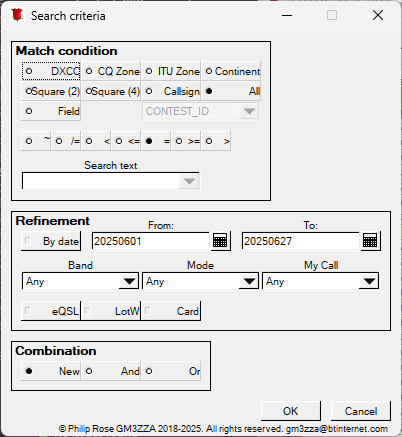 Search criteria
Match condition
DXCC CQ Zone ITU Zone Continent
Square (2) Square (4) Callsign All
Field CONTEST_ID
~ /= < <= = >= >
Search text
Refinement
From: To:
By date 20250601 20250627
Band Mode My Call
Any Any Any
eQSL LotW Card
Combination
New And Or
OK Cancel
© Philip Rose GM3ZZA 2018-2025. All rights reserved. gm3zza@btinternet.com